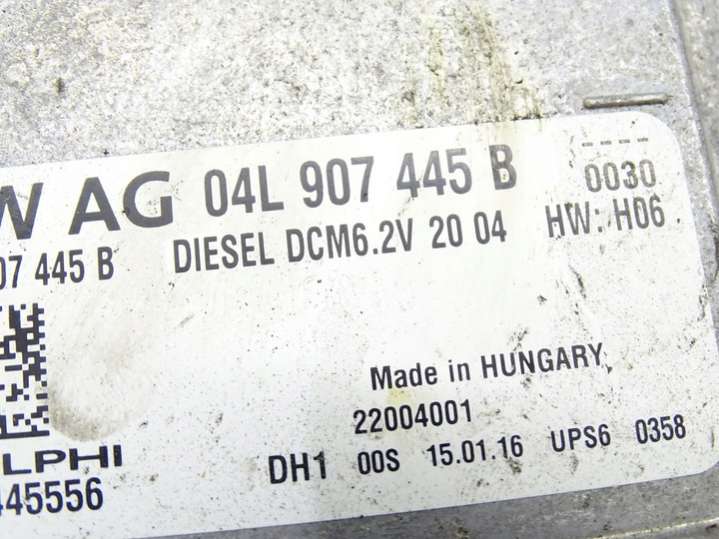 W AG 04L 907 445 B
----
0030
07 445 B DIESEL DCM6.2V 20 04 HW: H06
Made in HUNGARY
22004001
LPHI
DH1 00S 15.01.16 UPS6 0358
445556